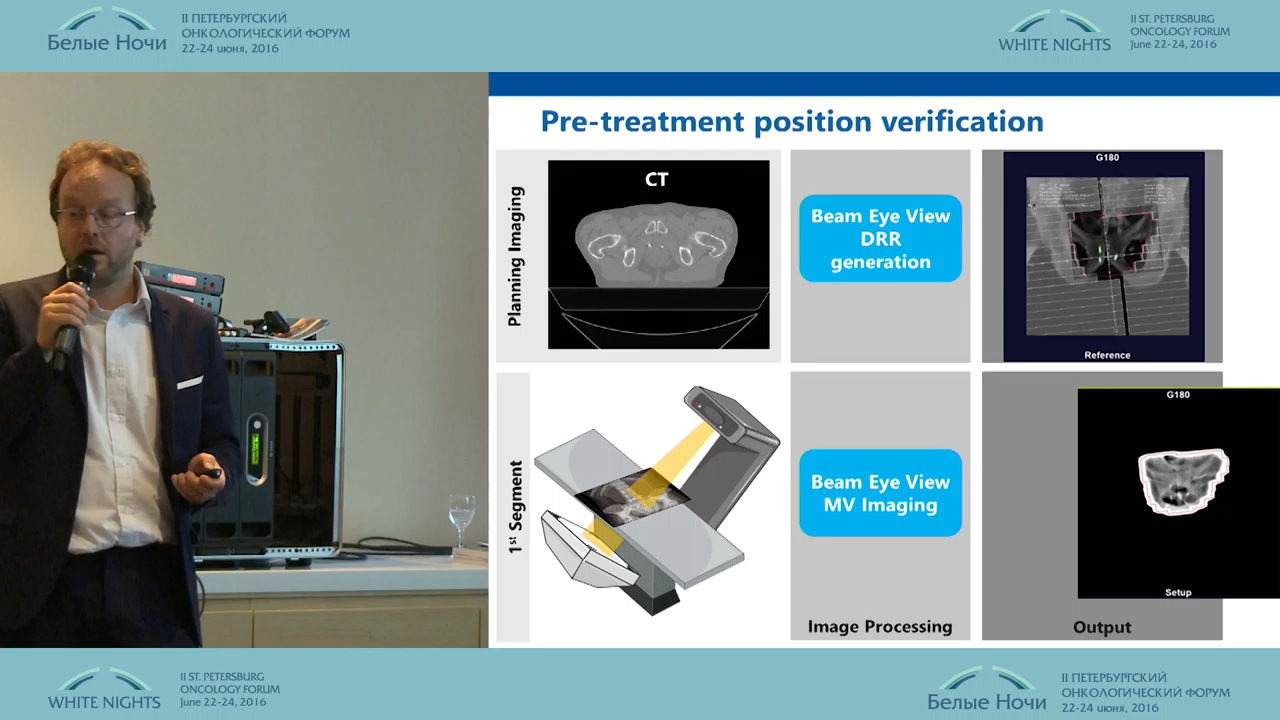 Белые Ночи
II ПЕТЕРБУРГСКИЙ
ОНКОЛОГИЧЕСКИЙ ФОРУМ
22-24 июня, 2016
WHITE NIGHTS
II ST. PETERSBURG
ONCOLOGY FORUM
June 22-24, 2016
Pre-treatment position verification
Planning Imaging
CT
Beam Eye View
DRR
generation
G180
Reference
1st Segment
Beam Eye View
MV Imaging
Image Processing
G180
Setup
Output
WHITE NIGHTS
II ST. PETERSBURG
ONCOLOGY FORUM
June 22-24, 2016
Белые Ночи
II ПЕТЕРБУРГСКИЙ
ОНКОЛОГИЧЕСКИЙ ФОРУМ
22-24 июня, 2016